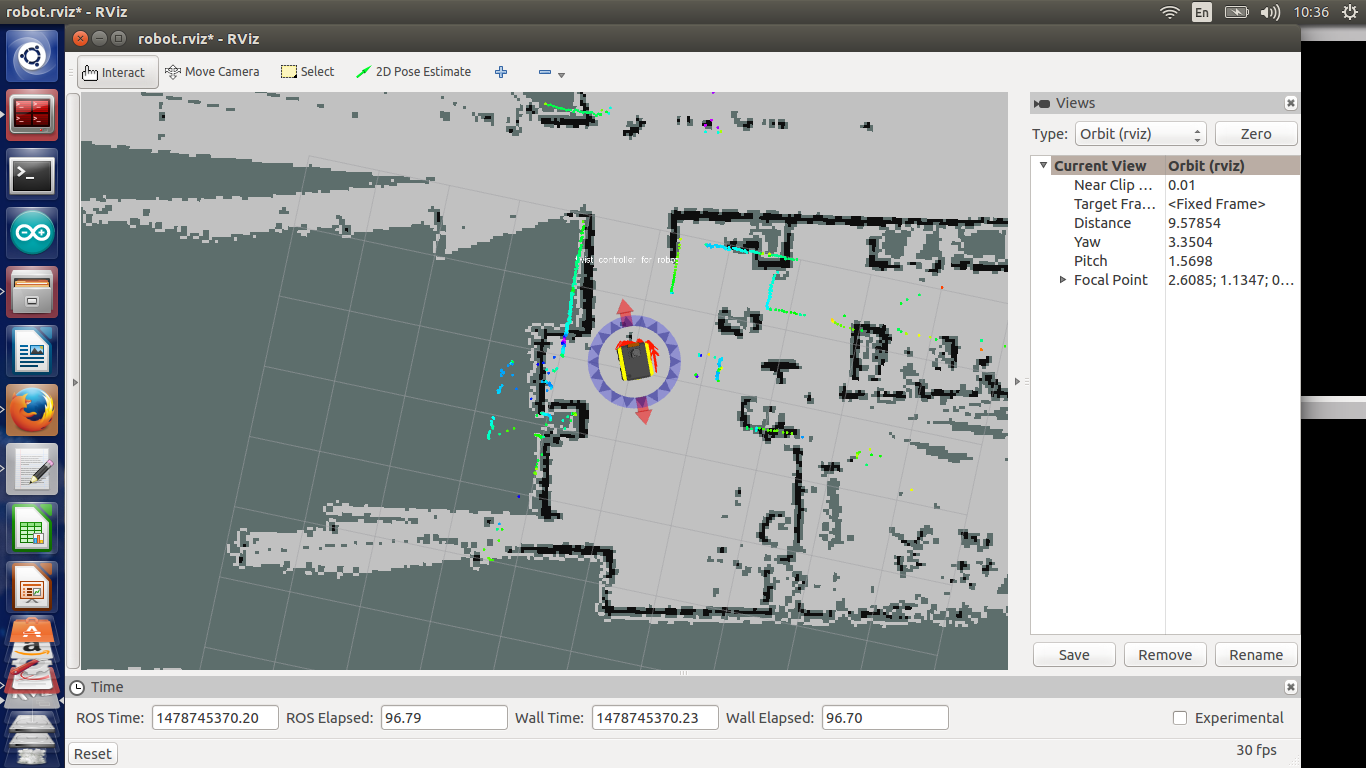 robot.rviz* - RViz
En
10:36
robot.rviz* - RViz
Interact
Move Camera
Select
2D Pose Estimate
twist controller for robot
Views
Type: Orbit (rviz) Zero
Current View Orbit (rviz)
Near Clip ... 0.01
Target Fra... <Fixed Frame>
Distance 9.57854
Yaw 3.3504
Pitch 1.5698
Focal Point 2.6085; 1.1347; 0...
Save Remove Rename
Time
ROS Time: 1478745370.20 ROS Elapsed: 96.79 Wall Time: 1478745370.23 Wall Elapsed: 96.70 Experimental
Reset 30 fps